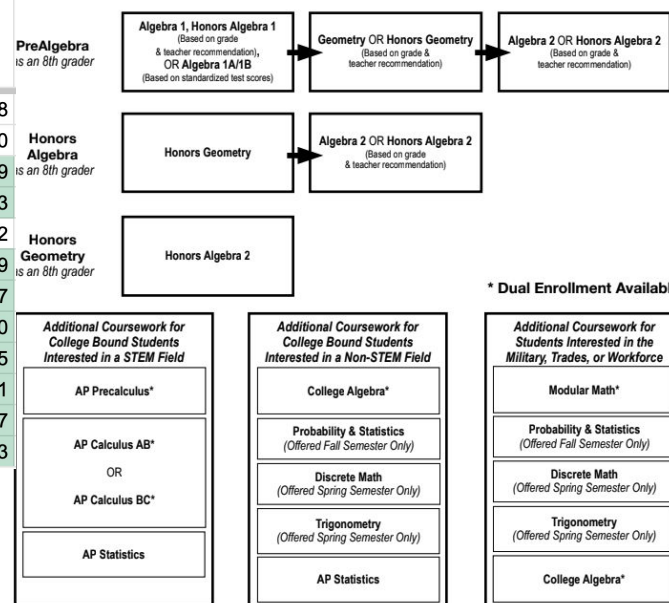 PreAlgebra
as an 8th grader
Algebra 1, Honors Algebra 1
(Based on grade
& teacher recommendation),
OR Algebra 1A/1B
(Based on standardized test scores)
Geometry OR Honors Geometry
(Based on grade &
teacher recommendation)
Algebra 2 OR Honors Algebra 2
(Based on grade &
teacher recommendation)
8
0
9
3
2
9
7
0
5
1
7
3
Honors
Algebra
as an 8th grader
Honors Geometry
Algebra 2 OR Honors Algebra 2
(Based on grade
& teacher recommendation)
Honors
Geometry
as an 8th grader
Honors Algebra 2
* Dual Enrollment Availabl
Additional Coursework for
College Bound Students
Interested in a STEM Field
AP Precalculus*
AP Calculus AB*
OR
AP Calculus BC*
AP Statistics
Additional Coursework for
College Bound Students
Interested in a Non-STEM Field
College Algebra*
Probability & Statistics
(Offered Fall Semester Only)
Discrete Math
(Offered Spring Semester Only)
Trigonometry
(Offered Spring Semester Only)
AP Statistics
Additional Coursework for
Students Interested in the
Military, Trades, or Workforce
Modular Math*
Probability & Statistics
(Offered Fall Semester Only)
Discrete Math
(Offered Spring Semester Only)
Trigonometry
(Offered Spring Semester Only)
College Algebra*